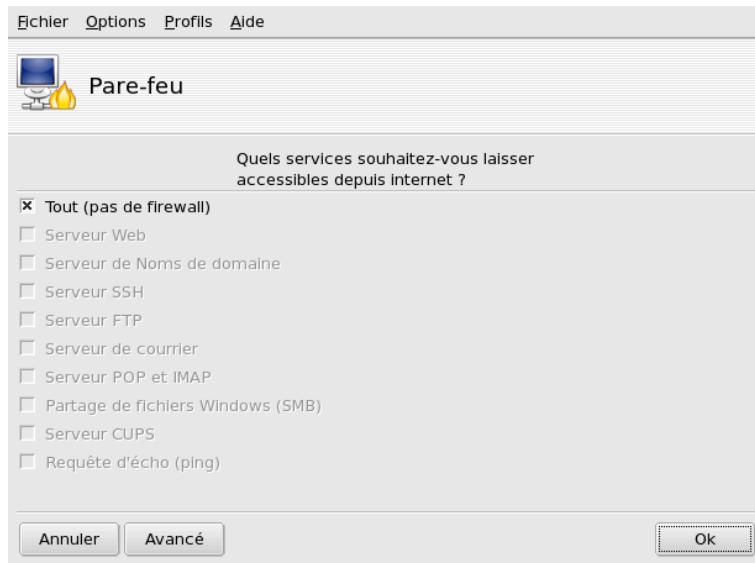 Fichier Options Profils Aide
Pare-feu
Quels services souhaitez-vous laisser
accessibles depuis internet ?
Tout (pas de firewall)
Serveur Web
Serveur de Noms de domaine
Serveur SSH
Serveur FTP
Serveur de courrier
Serveur POP et IMAP
Partage de fichiers Windows (SMB)
Serveur CUPS
Requête d'écho (ping)
Annuler Avancé Ok